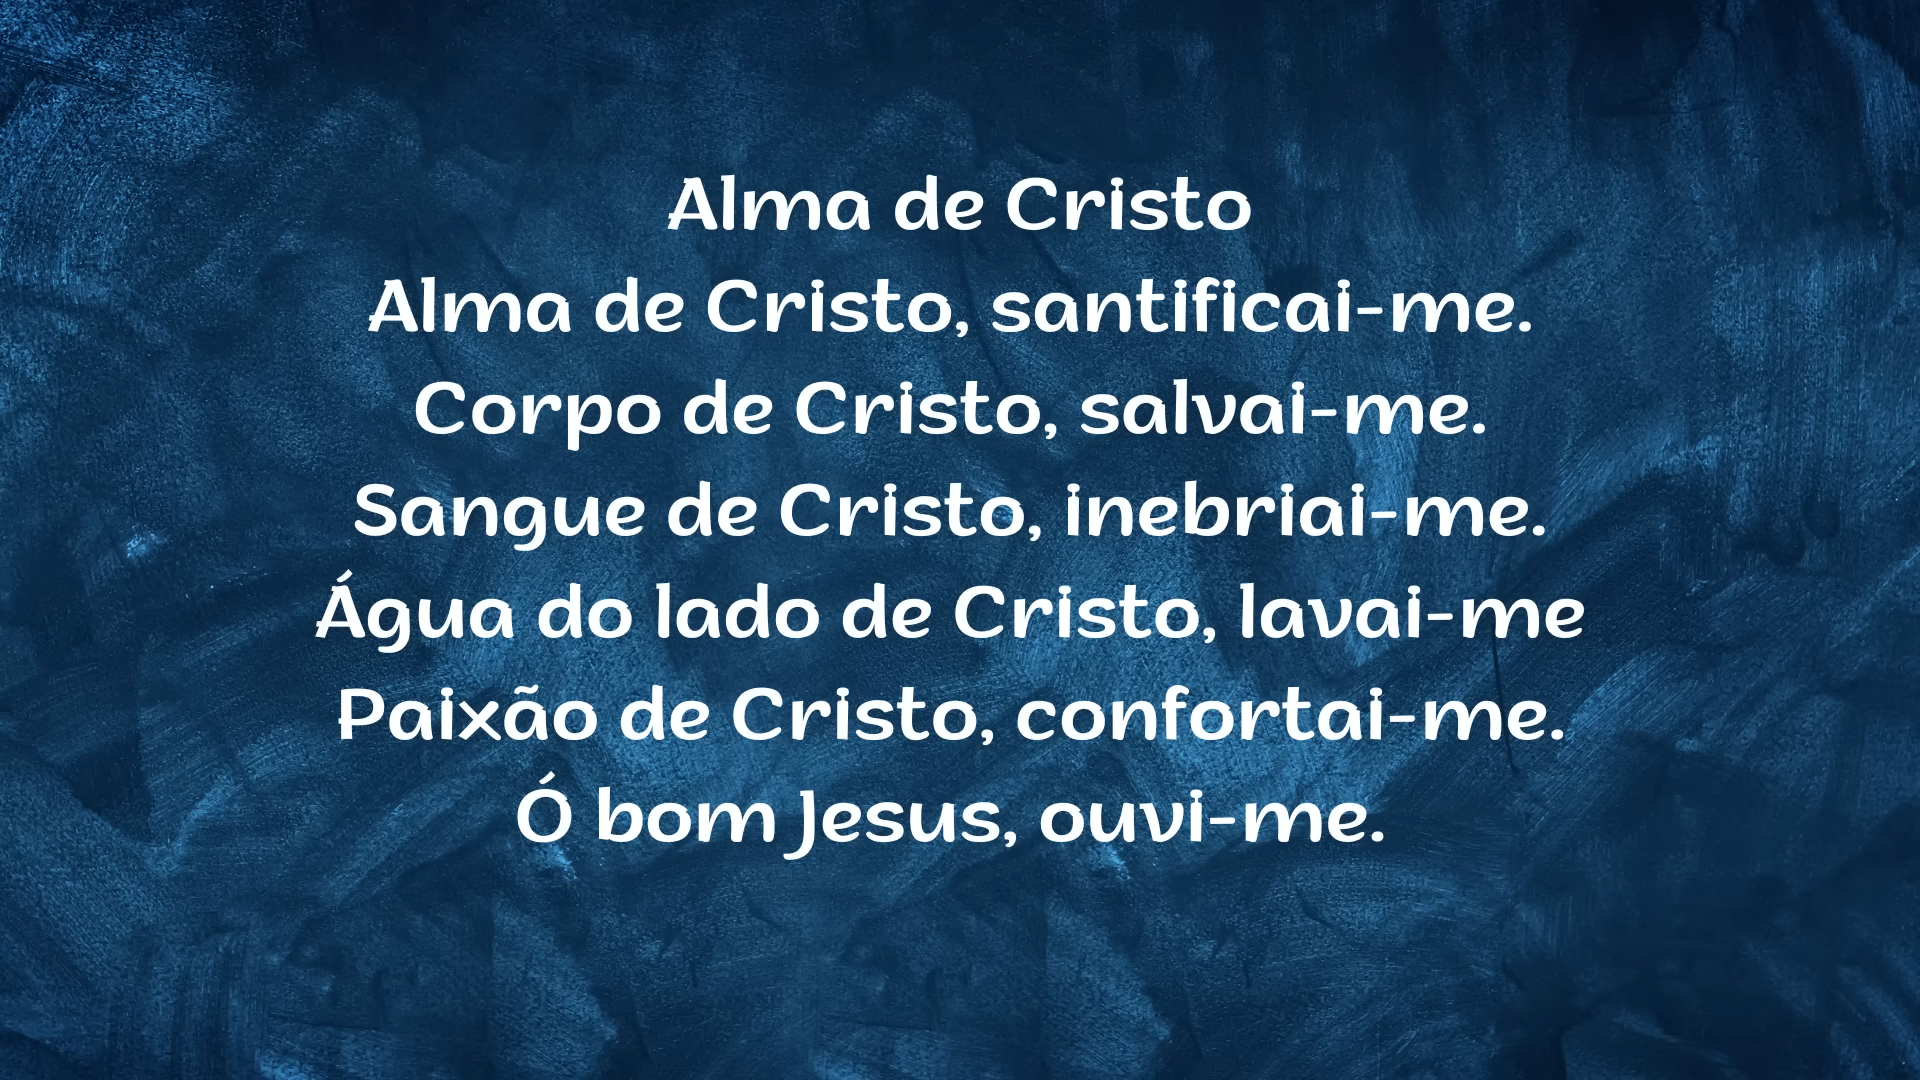 Alma de Cristo
Alma de Cristo, santificai-me.
Corpo de Cristo, salvai-me.
Sangue de Cristo, inebriai-me.
Água do lado de Cristo, lavai-me
Paixão de Cristo, confortai-me.
Ó bom Jesus, ouvi-me.